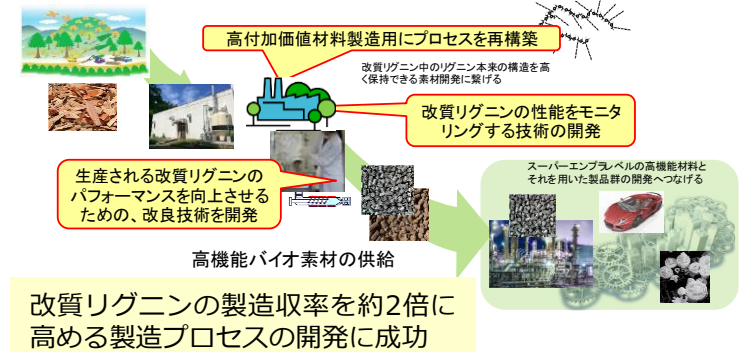 高付加価値材料製造用にプロセスを再構築
改質リグニン中のリグニン本来の構造を高
く保持できる素材開発に繋げる
改質リグニンの性能をモニタ
リングする技術の開発
生産される改質リグニンの
パフォーマンスを向上させる
ための、改良技術を開発
スーパーエンプラレベルの高機能材料と
それを用いた製品群の開発へつなげる
高機能バイオ素材の供給
改質リグニンの製造収率を約2倍に
高める製造プロセスの開発に成功